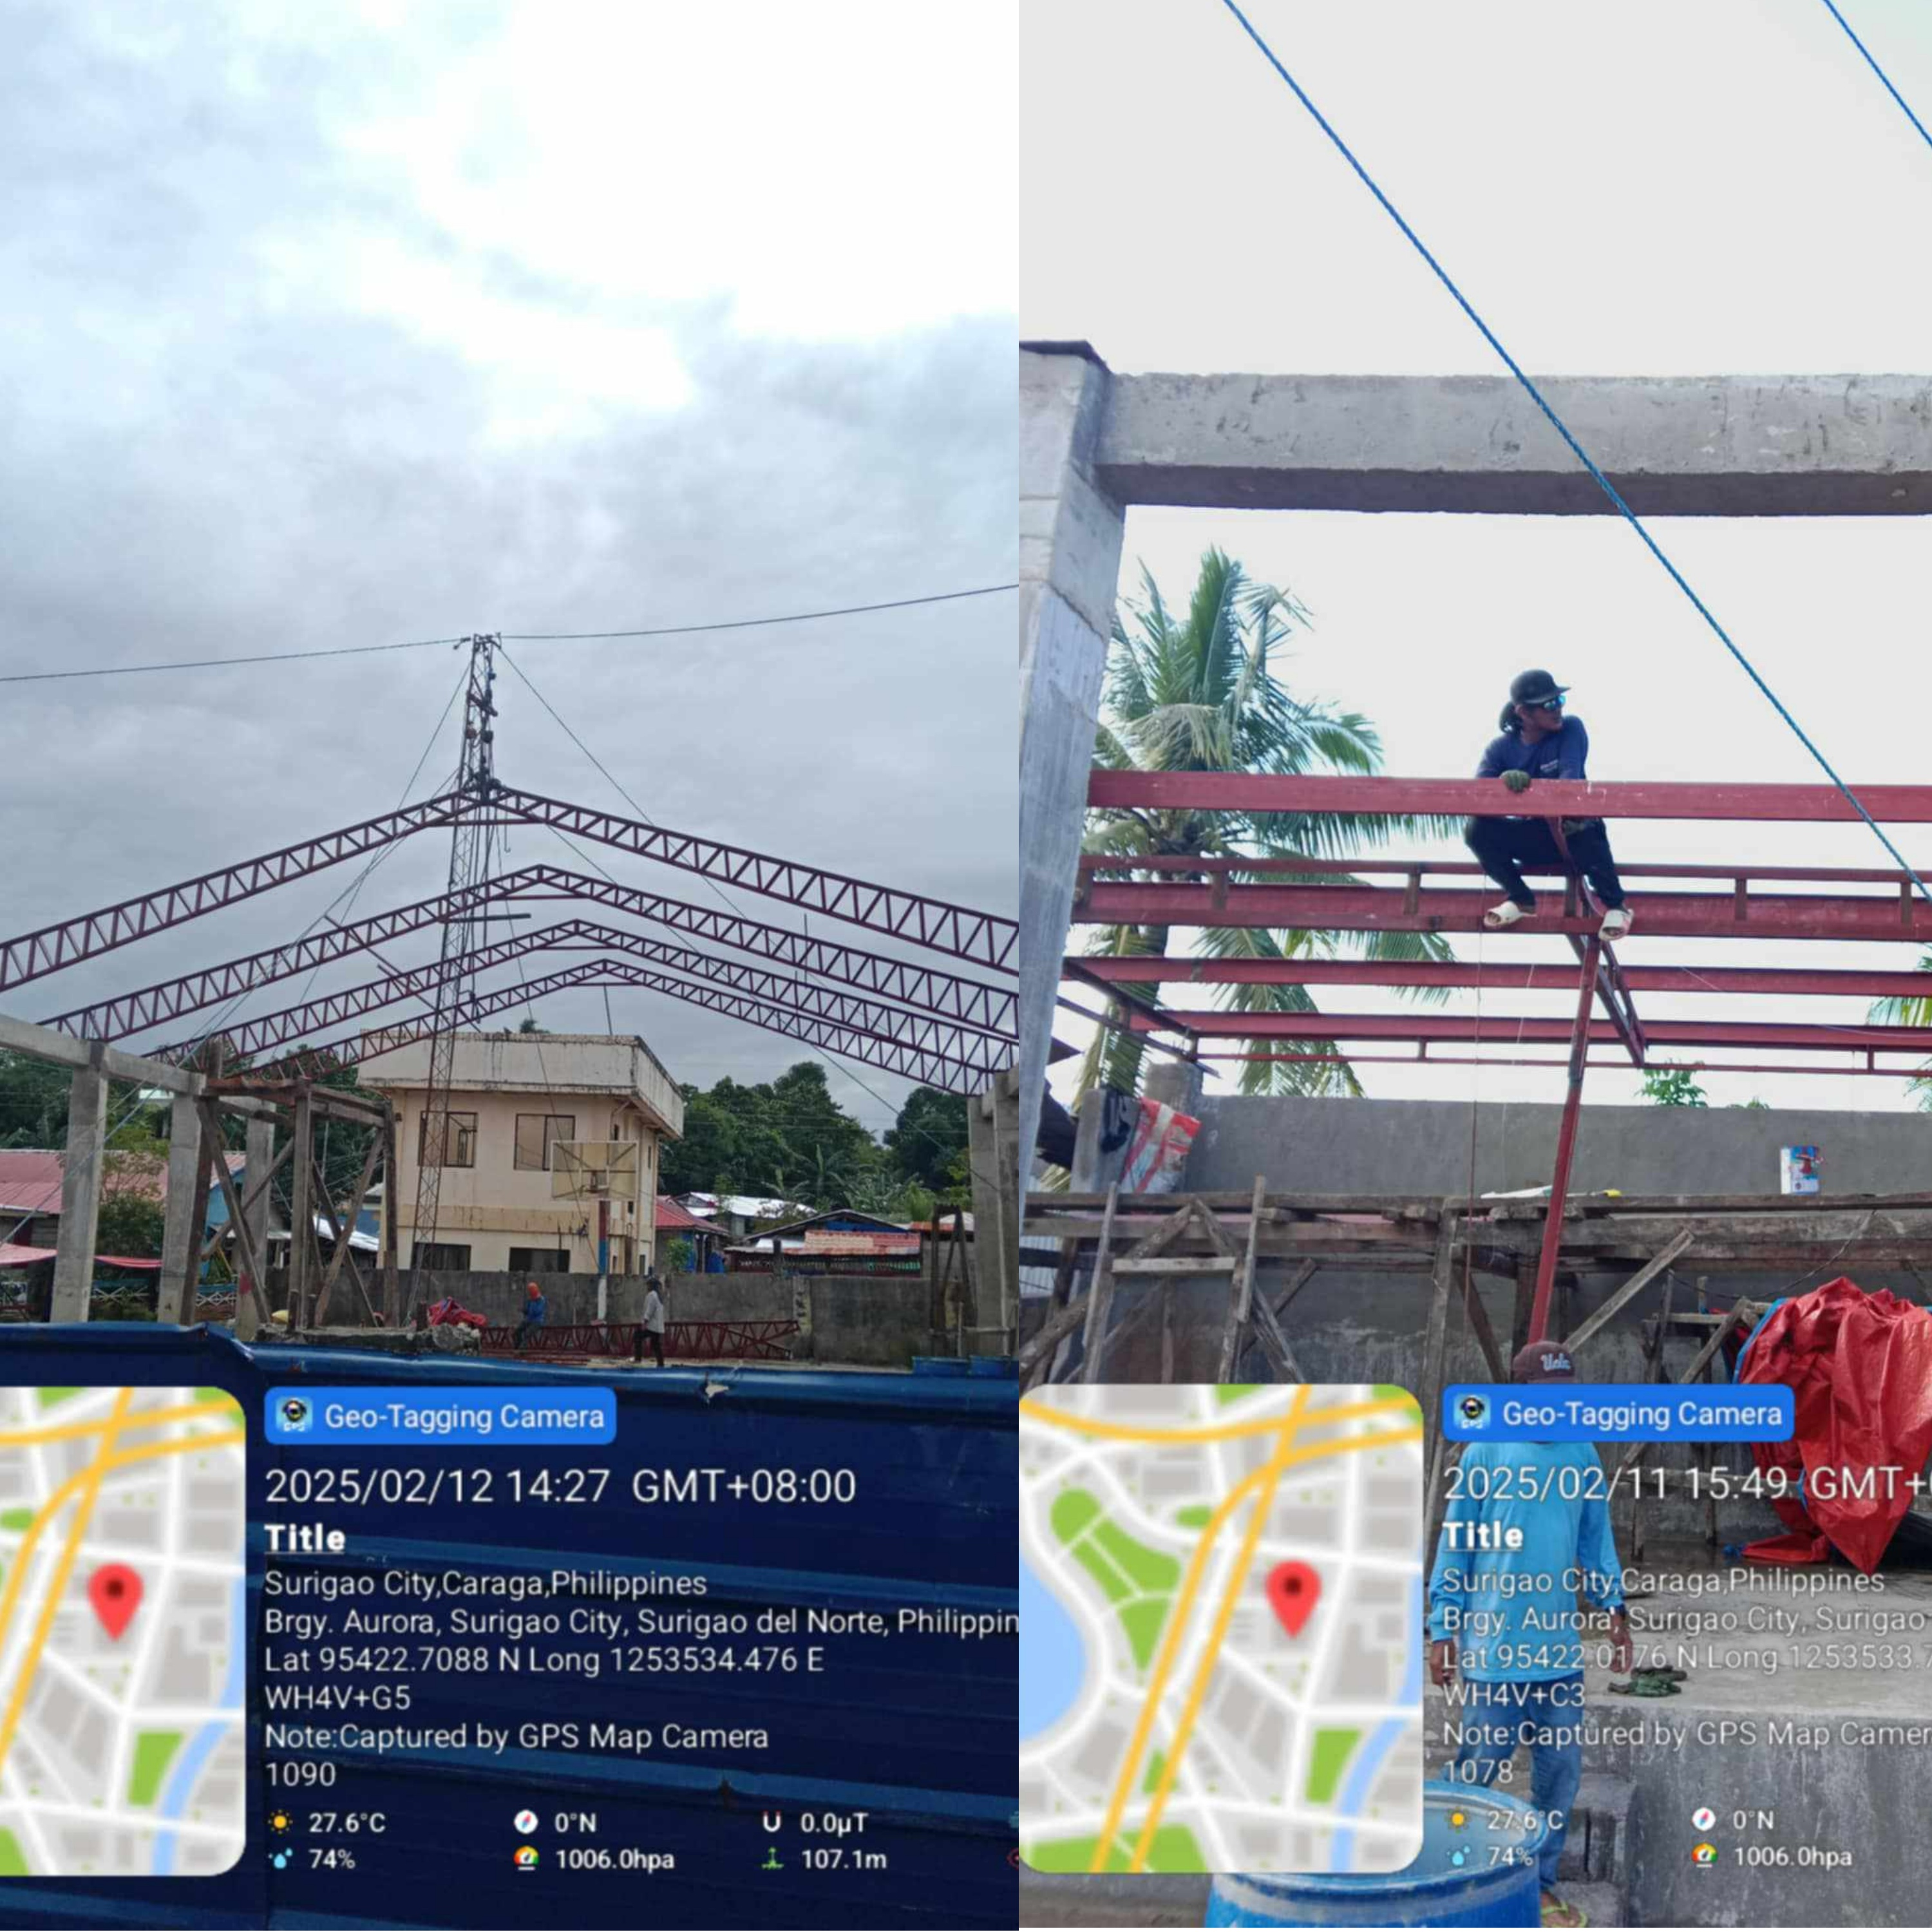 Geo-Tagging Camera
2025/02/12 14:27 GMT+08:00
Title
Surigao City,Caraga,Philippines
Brgy. Aurora, Surigao City, Surigao del Norte, Philippin
Lat 95422.7088 N Long 1253534.476 E
WH4V+G5
Note:Captured by GPS Map Camera
1090
27.6°C 0°N 0.0µT
74% 1006.0hpa 107.1m
Geo-Tagging Camera
2025/02/11 15:49 GMT+
Title
Surigao City,Caraga,Philippines
Brgy. Aurora, Surigao City, Surigao
Lat 95422.0176 N Long 1253533.
WH4V+C3
Note:Captured by GPS Map Camer
1078
27.6°C 0°N
74% 1006.0hpa